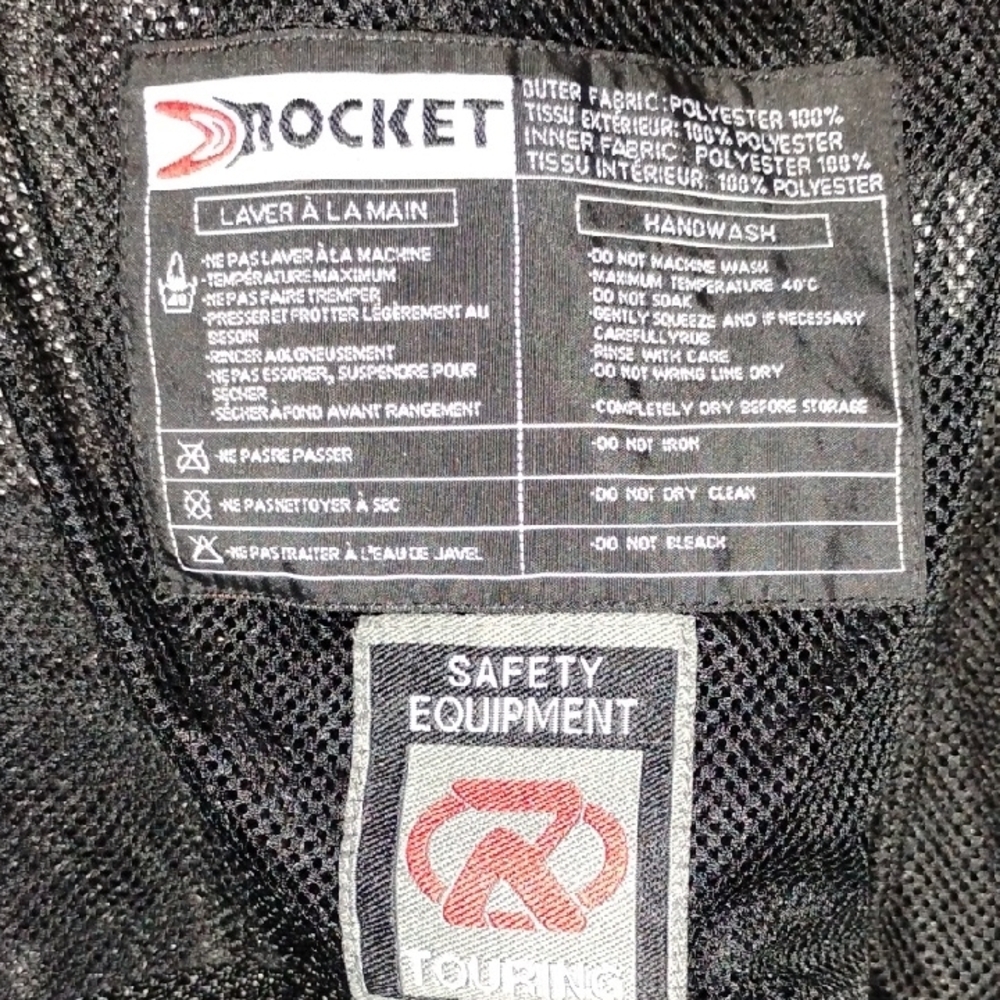 ROCKET
OUTER FABRIC: POLYESTER 100%
TISSU EXTÉRIEUR: 100% POLYESTER
INNER FABRIC: POLYESTER 100%
TISSU INTÉRIEUR: 100% POLYESTER
LAVER À LA MAIN
40
-NE PAS LAVER À LA MACHINE
-TEMPÉRATURE MAXIMUM
-NE PAS FAIRE TREMPER
-PRESSER ET FROTTER LÉGÈREMENT AU
BESOIN
-RINCER
-NE PAS ESSORER, SUSPENDRE POUR
SÉCHER
-SÉCHER À FOND AVANT RANGEMENT
HANDWASH
-DO NOT MACHINE WASH
-MAXIMUM TEMPERATURE 40°C
-DO NOT SOAK
-GENTLY SQUEEZE AND IF NECESSARY
CAREFULLY RUB
-RINSE WITH CARE
-DO NOT WRING LINE DRY
-COMPLETELY DRY BEFORE STORAGE
-NE PAS REPASSER
-DO NOT IRON
-NE PAS NETTOYER À SEC
-DO NOT DRY CLEAN
-NE PAS TRAITER À L'EAU DE JAVEL
-DO NOT BLEACH
SAFETY
EQUIPMENT
TOURING